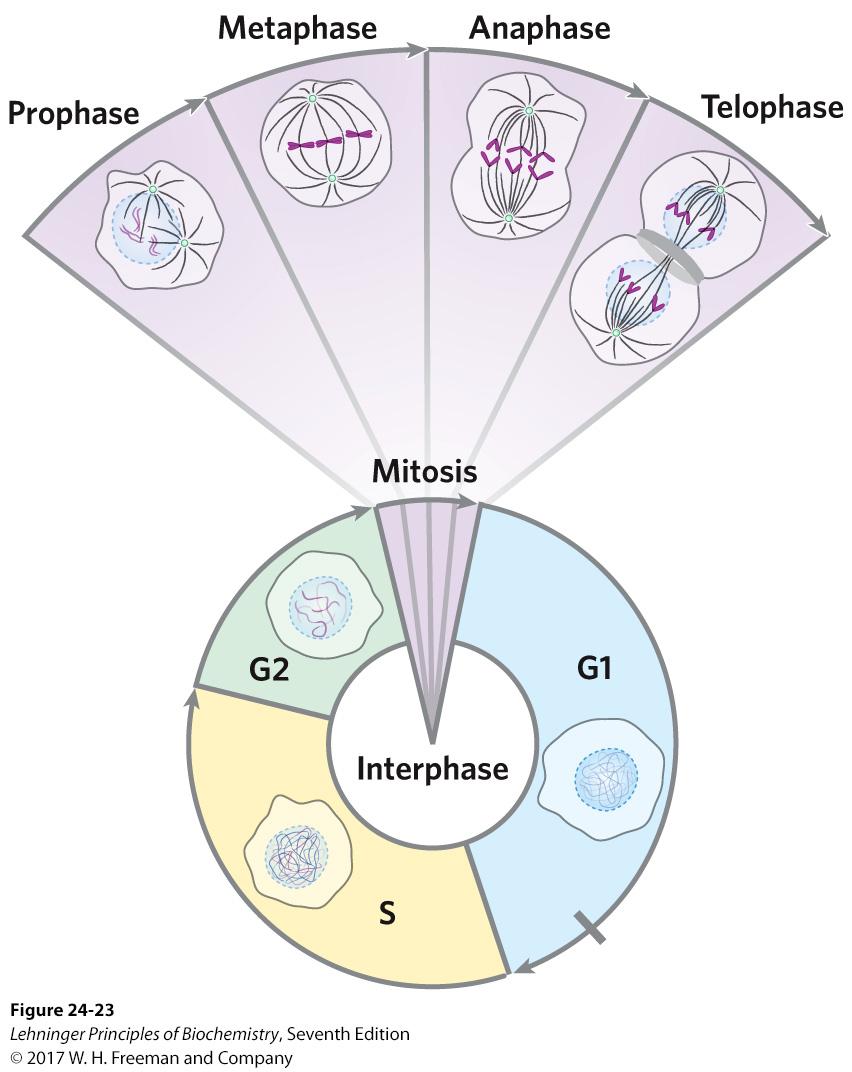 Metaphase
Anaphase
Prophase
Telophase
Mitosis
G2
G1
Interphase
S
Figure 24-23
Lehninger Principles of Biochemistry, Seventh Edition
© 2017 W. H. Freeman and Company